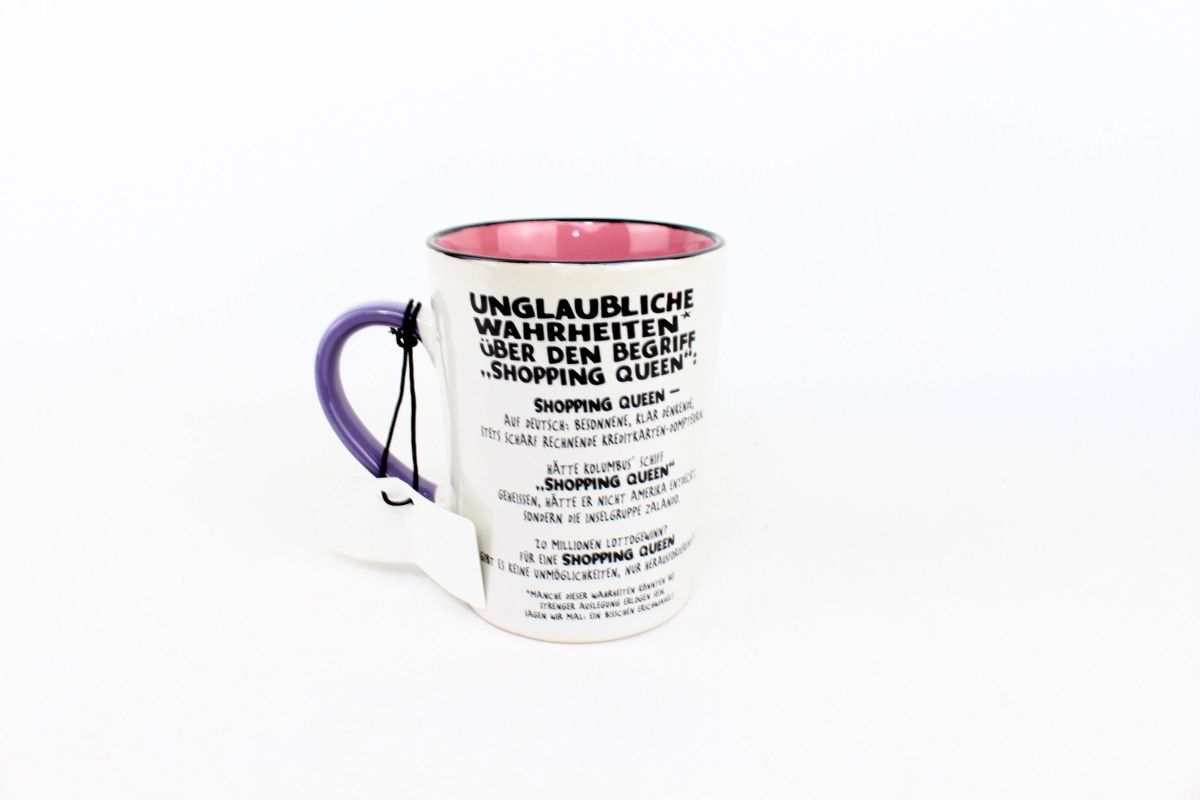 UNGLAUBLICHE
WAHRHEITEN*
ÜBER DEN BEGRIFF
„SHOPPING QUEEN“:
SHOPPING QUEEN –
AUF DEUTSCH: BESONNENE, KLAR DENKENDE,
STETS SCHARF RECHNENDE KREDITKARTEN-DOMPTEURIN.
HÄTTE KOLUMBUS' SCHIFF
„SHOPPING QUEEN“
GEHEISSEN, HÄTTE ER NICHT AMERIKA ENTDECKT,
SONDERN DIE INSELGRUPPE ZALANDO.
20 MILLIONEN LOTTOGEWINN?
FÜR EINE SHOPPING QUEEN
GIBT ES KEINE UNMÖGLICHKEITEN, NUR HERAUSFORDERUNGEN.
*MANCHE DIESER WAHRHEITEN KÖNNTEN BEI
STRENGER AUSLEGUNG ERLOGEN SEIN.
SAGEN WIR MAL: EIN BISSCHEN ERSCHWINDELT.